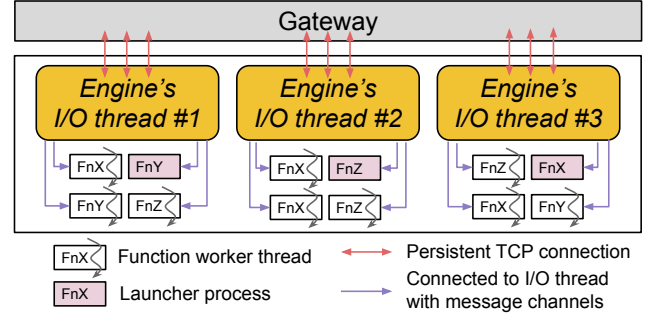 Gateway
Engine's
I/O thread #1
Engine's
I/O thread #2
Engine's
I/O thread #3
FnX FnY FnX FnZ FnZ FnX
FnY FnZ FnX FnZ FnX FnY
FnX Function worker thread Persistent TCP connection
FnX Launcher process Connected to I/O thread
with message channels